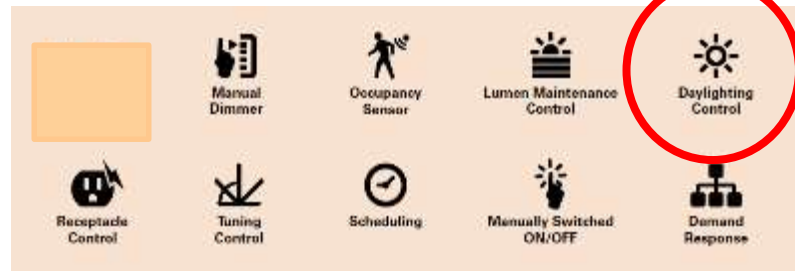 Manual
Dimmer
Occupancy
Sensor
Lumen Maintenance
Control
Daylighting
Control
Receptacle
Control
Tuning
Control
Scheduling
Manually Switched
ON/OFF
Demand
Response